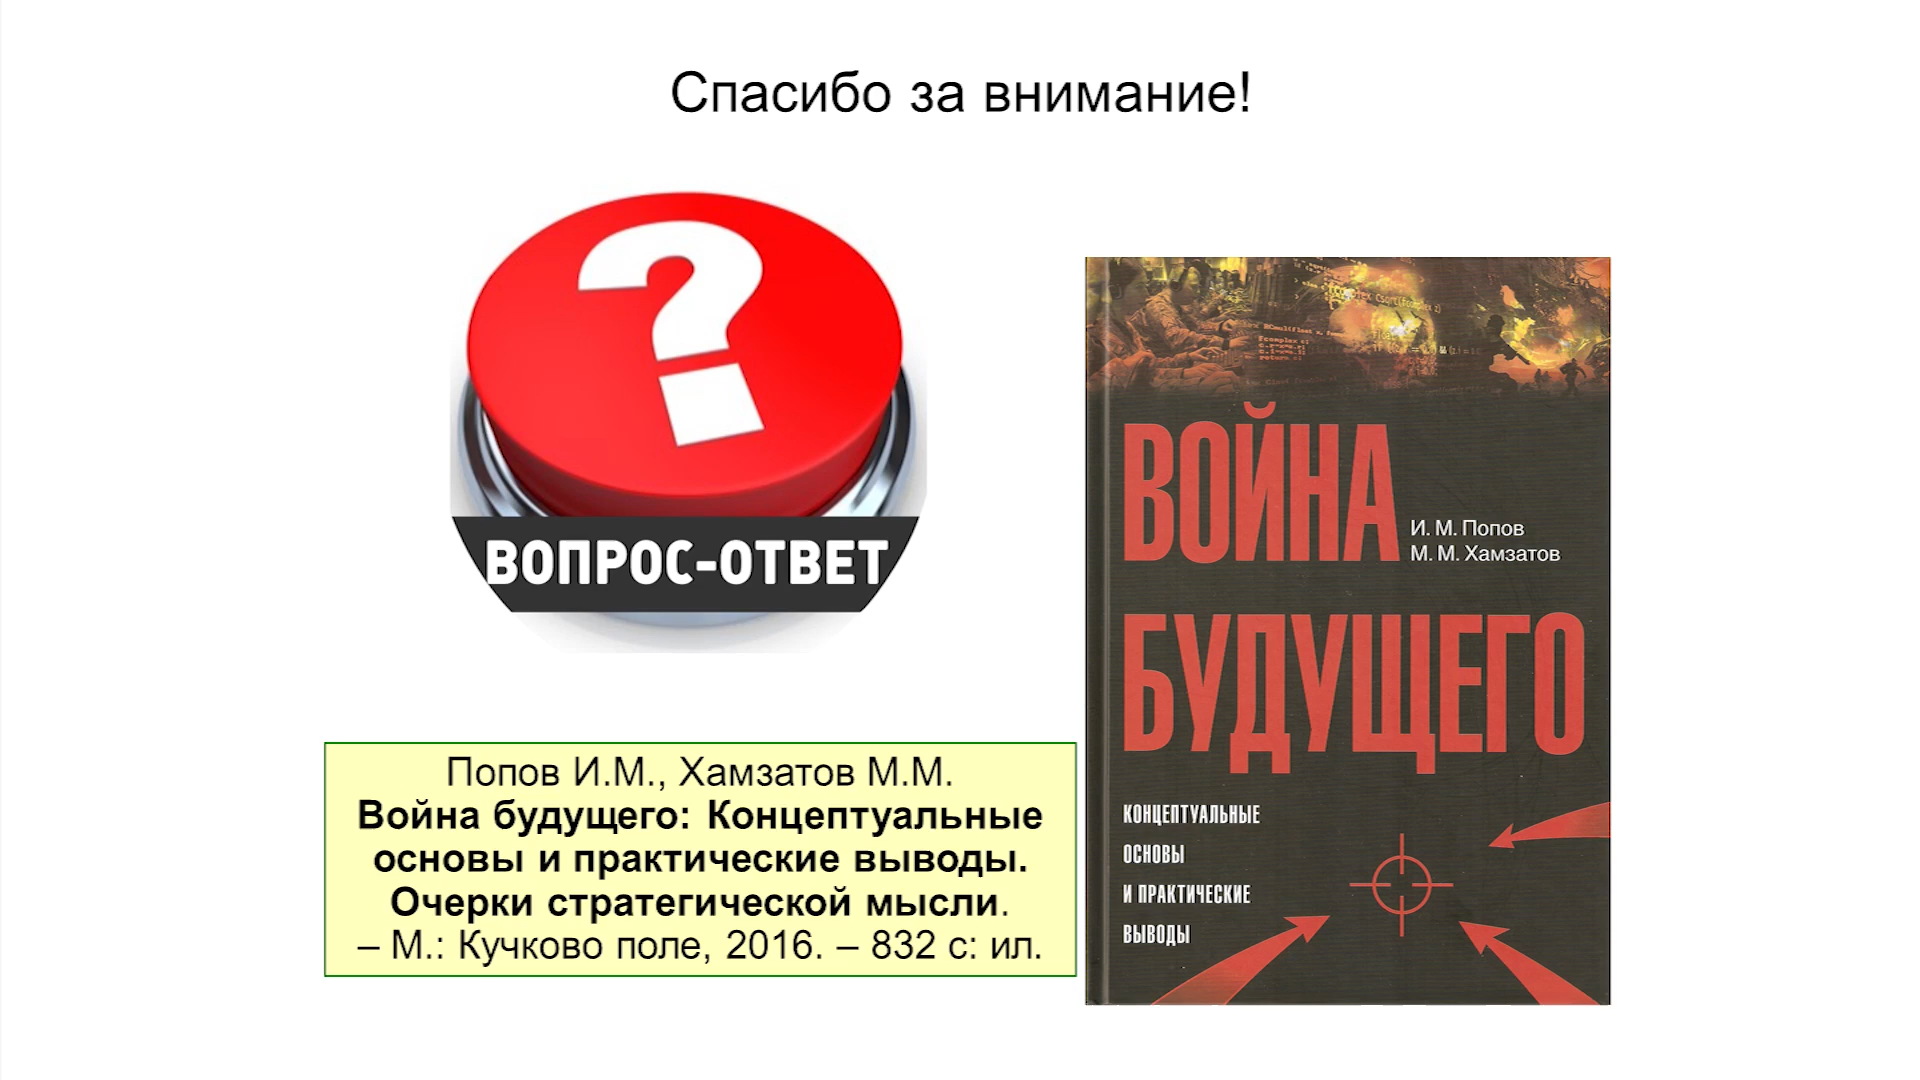 Спасибо за внимание!
?
ВОПРОС-ОТВЕТ
Попов И.М., Хамзатов М.М.
Война будущего: Концептуальные
основы и практические выводы.
Очерки стратегической мысли.
– М.: Кучково поле, 2016. – 832 с: ил.
ВОЙНА
И. М. Попов
М. М. Хамзатов
БУДУЩЕГО
КОНЦЕПТУАЛЬНЫЕ
ОСНОВЫ
И ПРАКТИЧЕСКИЕ
ВЫВОДЫ